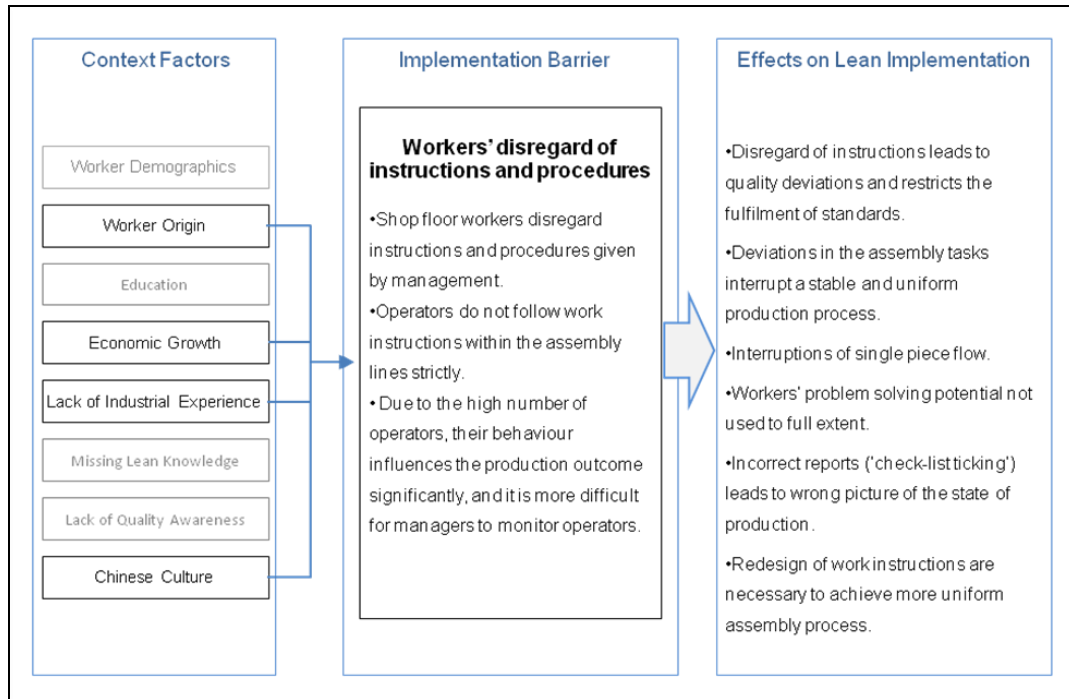 Context Factors
Worker Demographics
Worker Origin
Education
Economic Growth
Lack of Industrial Experience
Missing Lean Knowledge
Lack of Quality Awareness
Chinese Culture
Implementation Barrier
Workers' disregard of
instructions and procedures
•Shop floor workers disregard
instructions and procedures given
by management.
•Operators do not follow work
instructions within the assembly
lines strictly.
• Due to the high number of
operators, their behaviour
influences the production outcome
significantly, and it is more difficult
for managers to monitor operators.
Effects on Lean Implementation
•Disregard of instructions leads to
quality deviations and restricts the
fulfilment of standards.
•Deviations in the assembly tasks
interrupt a stable and uniform
production process.
•Interruptions of single piece flow.
•Workers' problem solving potential not
used to full extent.
•Incorrect reports ('check-list ticking')
leads to wrong picture of the state of
production.
•Redesign of work instructions are
necessary to achieve more uniform
assembly process.